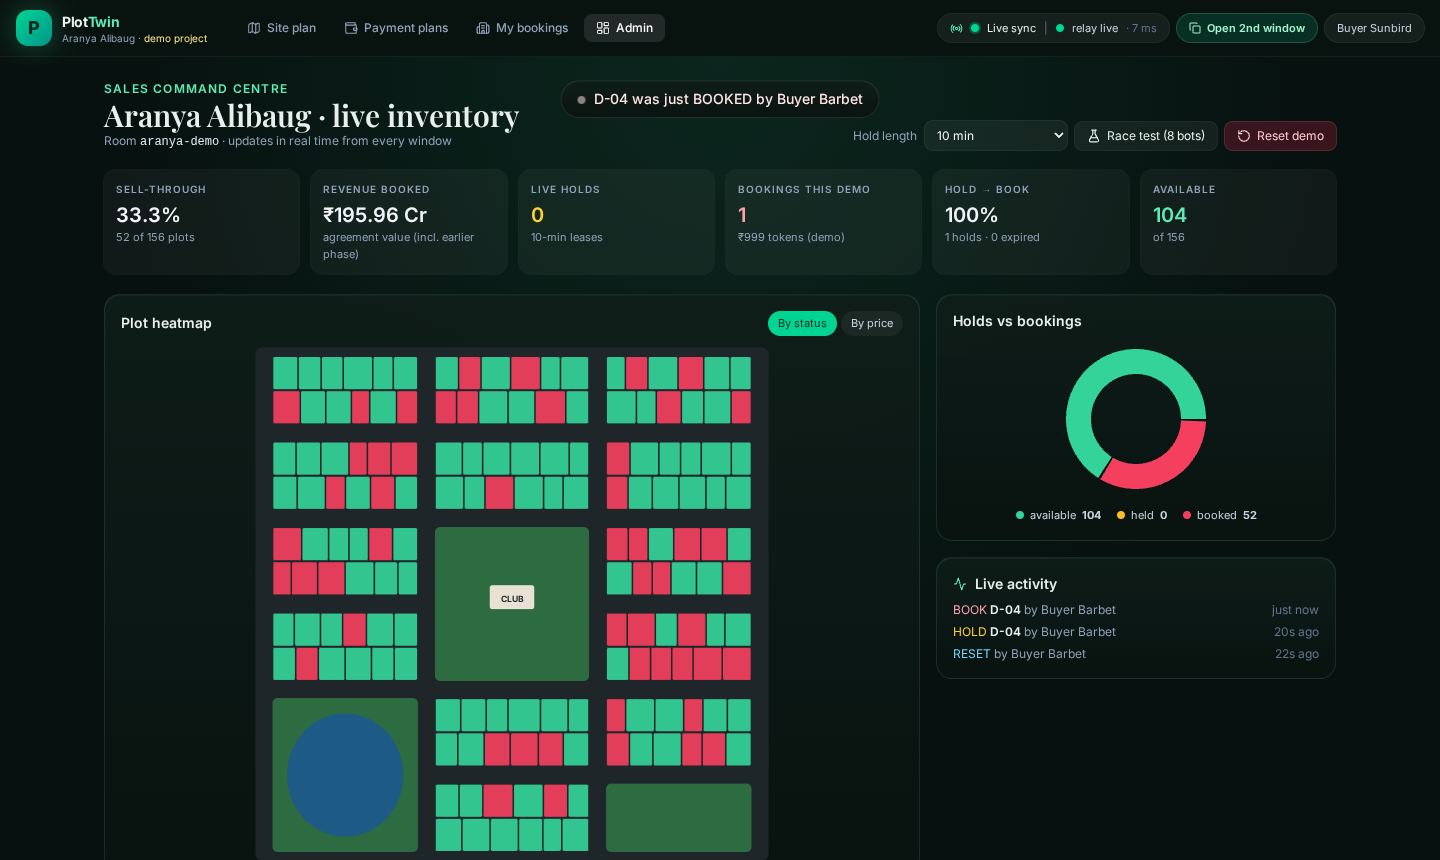 P
PlotTwin
Aranya Alibaug · demo project
Site plan
Payment plans
My bookings
Admin
Live sync | relay live · 7 ms
Open 2nd window
Buyer Sunbird
SALES COMMAND CENTRE
Aranya Alibaug · live inventory
Room aranya-demo · updates in real time from every window
D-04 was just BOOKED by Buyer Barbet
Hold length
10 min
Race test (8 bots)
Reset demo
SELL-THROUGH
33.3%
52 of 156 plots
REVENUE BOOKED
₹195.96 Cr
agreement value (incl. earlier
phase)
LIVE HOLDS
0
10-min leases
BOOKINGS THIS DEMO
1
₹999 tokens (demo)
HOLD → BOOK
100%
1 holds · 0 expired
AVAILABLE
104
of 156
Plot heatmap
By status
By price
CLUB
Holds vs bookings
available 104
held 0
booked 52
Live activity
BOOK D-04 by Buyer Barbet just now
HOLD D-04 by Buyer Barbet 20s ago
RESET by Buyer Barbet 22s ago